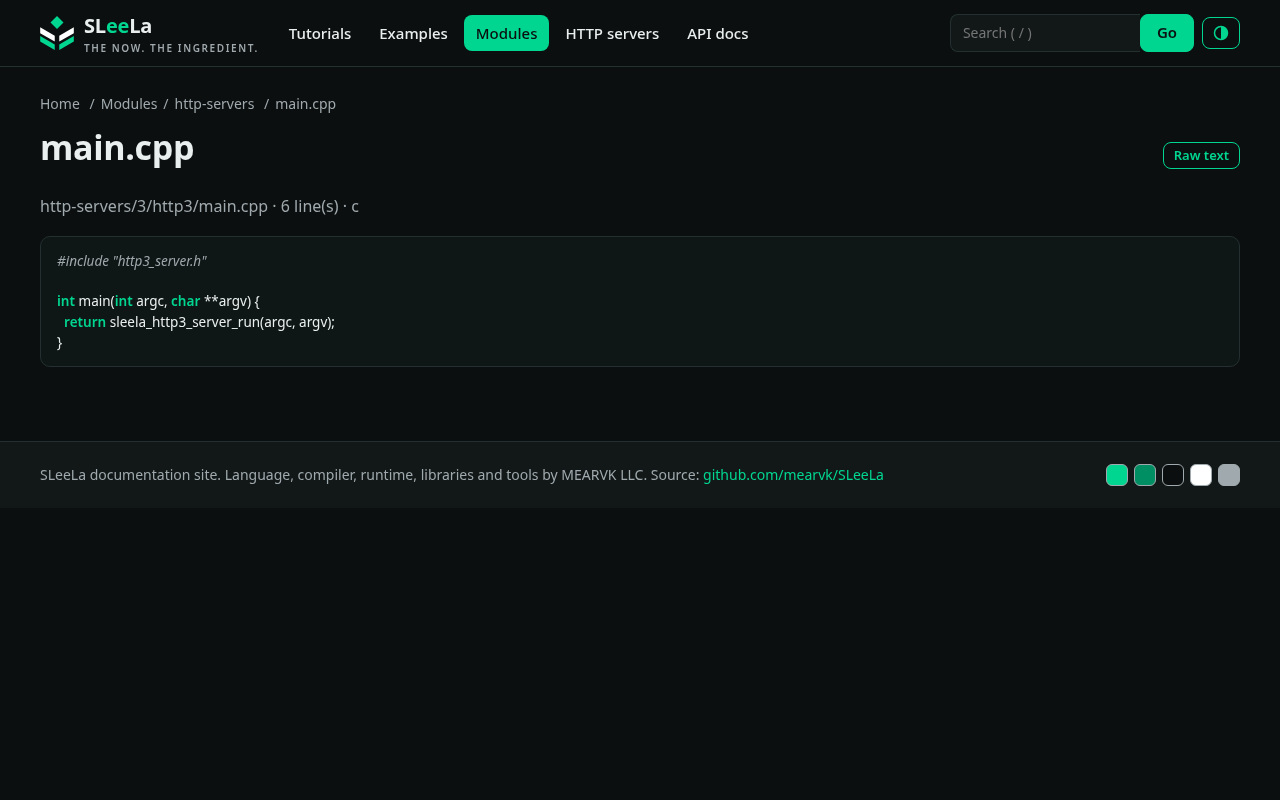 SLeeLa
THE NOW. THE INGREDIENT.
Tutorials
Examples
Modules
HTTP servers
API docs
Search ( / )
Go
Home / Modules / http-servers / main.cpp
main.cpp
Raw text
http-servers/3/http3/main.cpp · 6 line(s) · c
#include "http3_server.h"
int main(int argc, char **argv) {
return sleela_http3_server_run(argc, argv);
}
SLeeLa documentation site. Language, compiler, runtime, libraries and tools by MEARVK LLC. Source: github.com/mearvk/SLeeLa